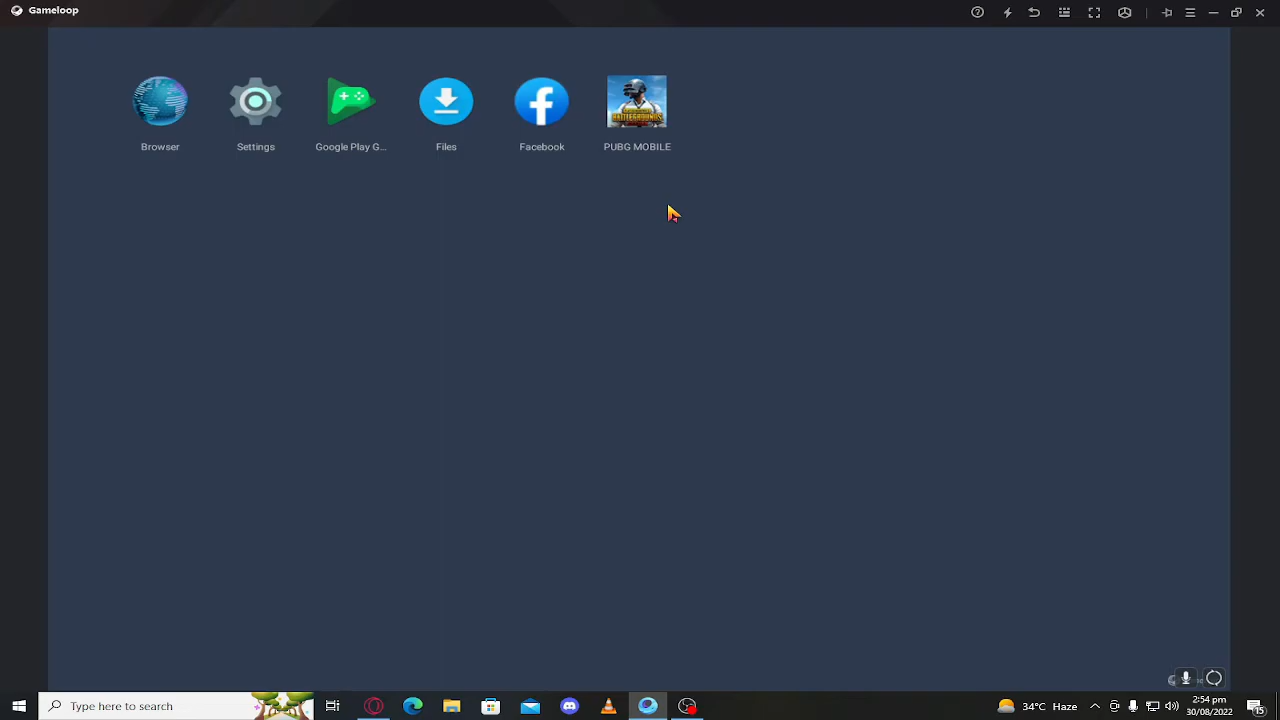 Gameloop
Browser
Settings
Google Play G...
Files
Facebook
PUBG MOBILE
Type here to search
34°C Haze
2:54 pm
30/08/2022